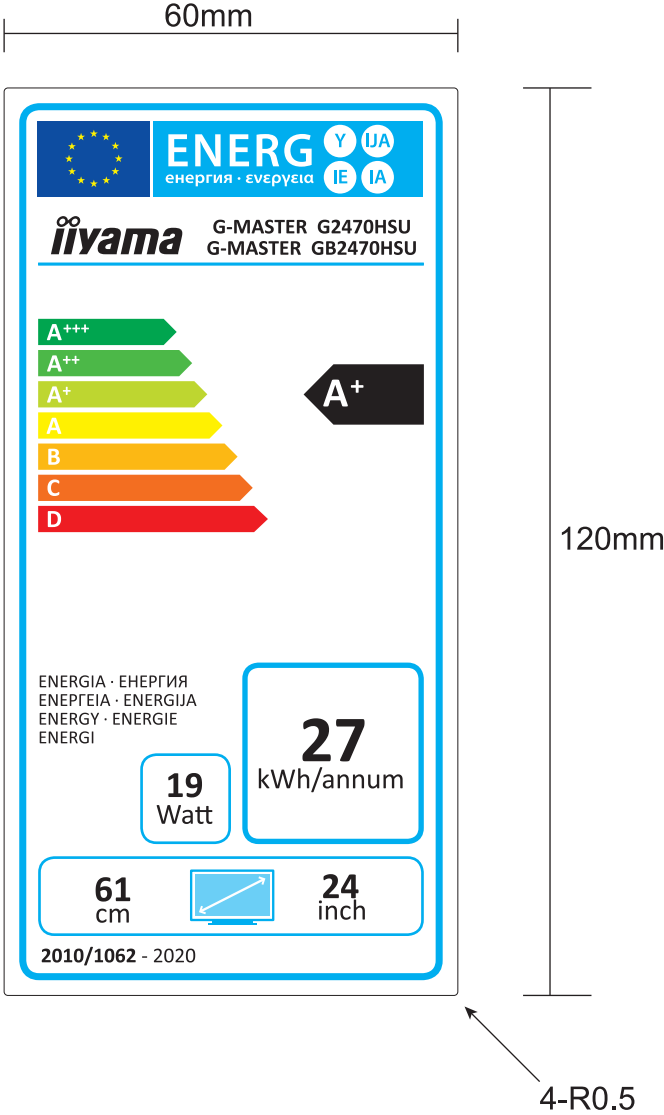 60mm
ENERG Y IJA
енергия · ενεργεια IE IA
iiyama G-MASTER G2470HSU
G-MASTER GB2470HSU
A+++
A++
A+
A+
A
B
C
D
120mm
ENERGIA · ЕНЕРГИЯ
ΕΝΕΡΓΕΙΑ · ENERGIJA
ENERGY · ENERGIE
ENERGI
27
kWh/annum
19
Watt
61
cm
24
inch
2010/1062 - 2020
4-R0.5